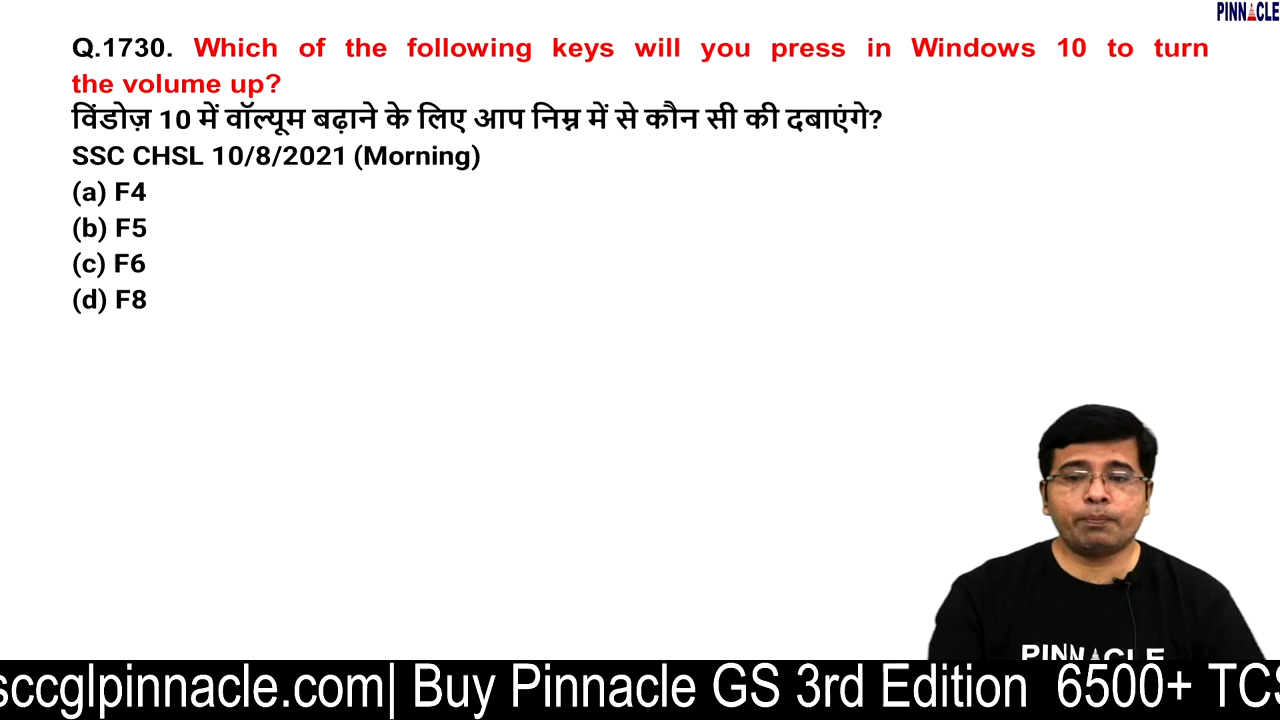 PINNACLE
Q.1730. Which of the following keys will you press in Windows 10 to turn
the volume up?
विंडोज़ 10 में वॉल्यूम बढ़ाने के लिए आप निम्न में से कौन सी की दबाएंगे?
SSC CHSL 10/8/2021 (Morning)
(a) F4
(b) F5
(c) F6
(d) F8
PINNACLE
sccglpinnacle.com| Buy Pinnacle GS 3rd Edition 6500+ TCS